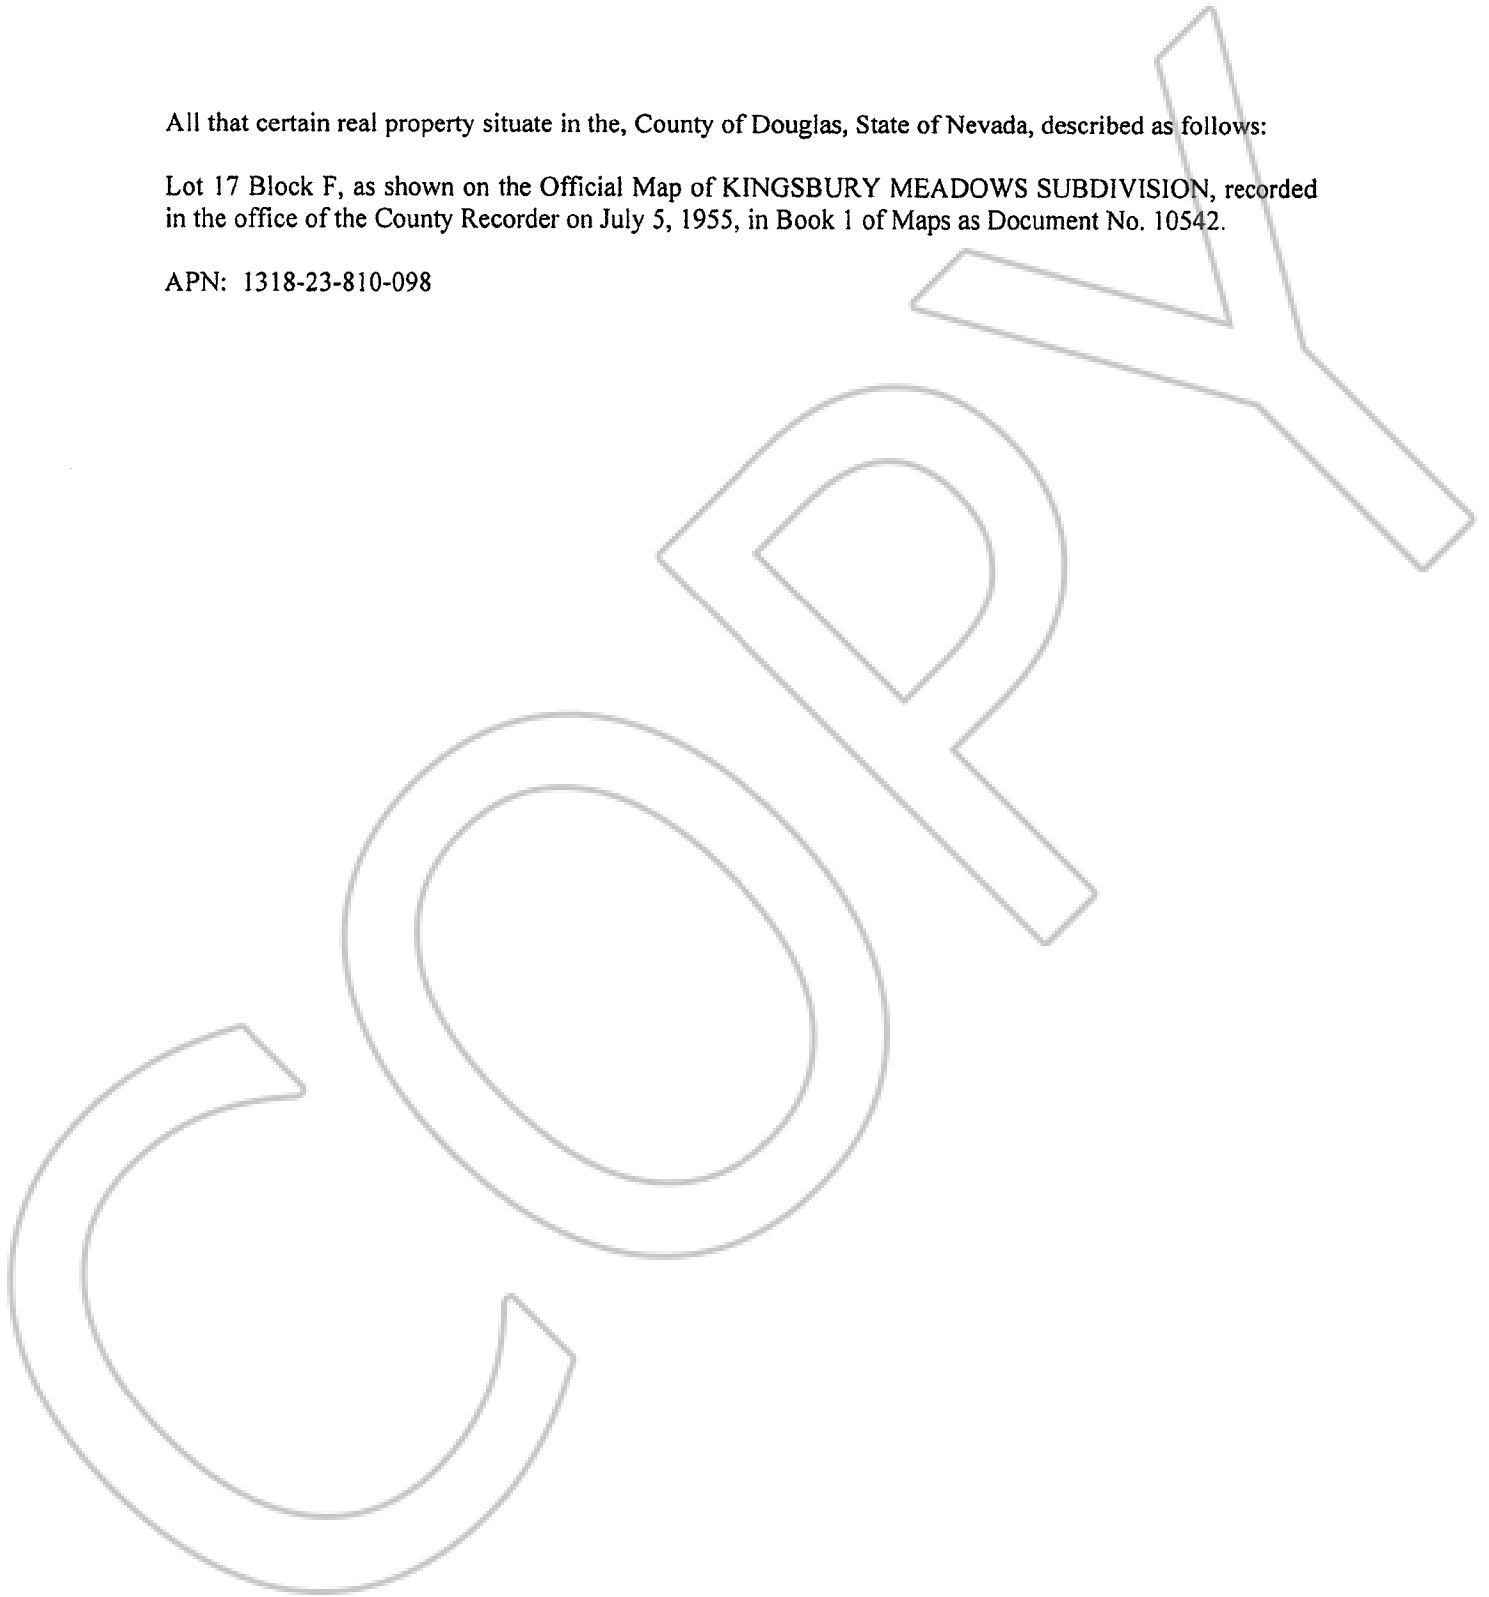 All that certain real property situate in the, County of Douglas, State of Nevada, described as follows:
Lot 17 Block F, as shown on the Official Map of KINGSBURY MEADOWS SUBDIVISION, recorded
in the office of the County Recorder on July 5, 1955, in Book 1 of Maps as Document No. 10542.
APN: 1318-23-810-098
COPY